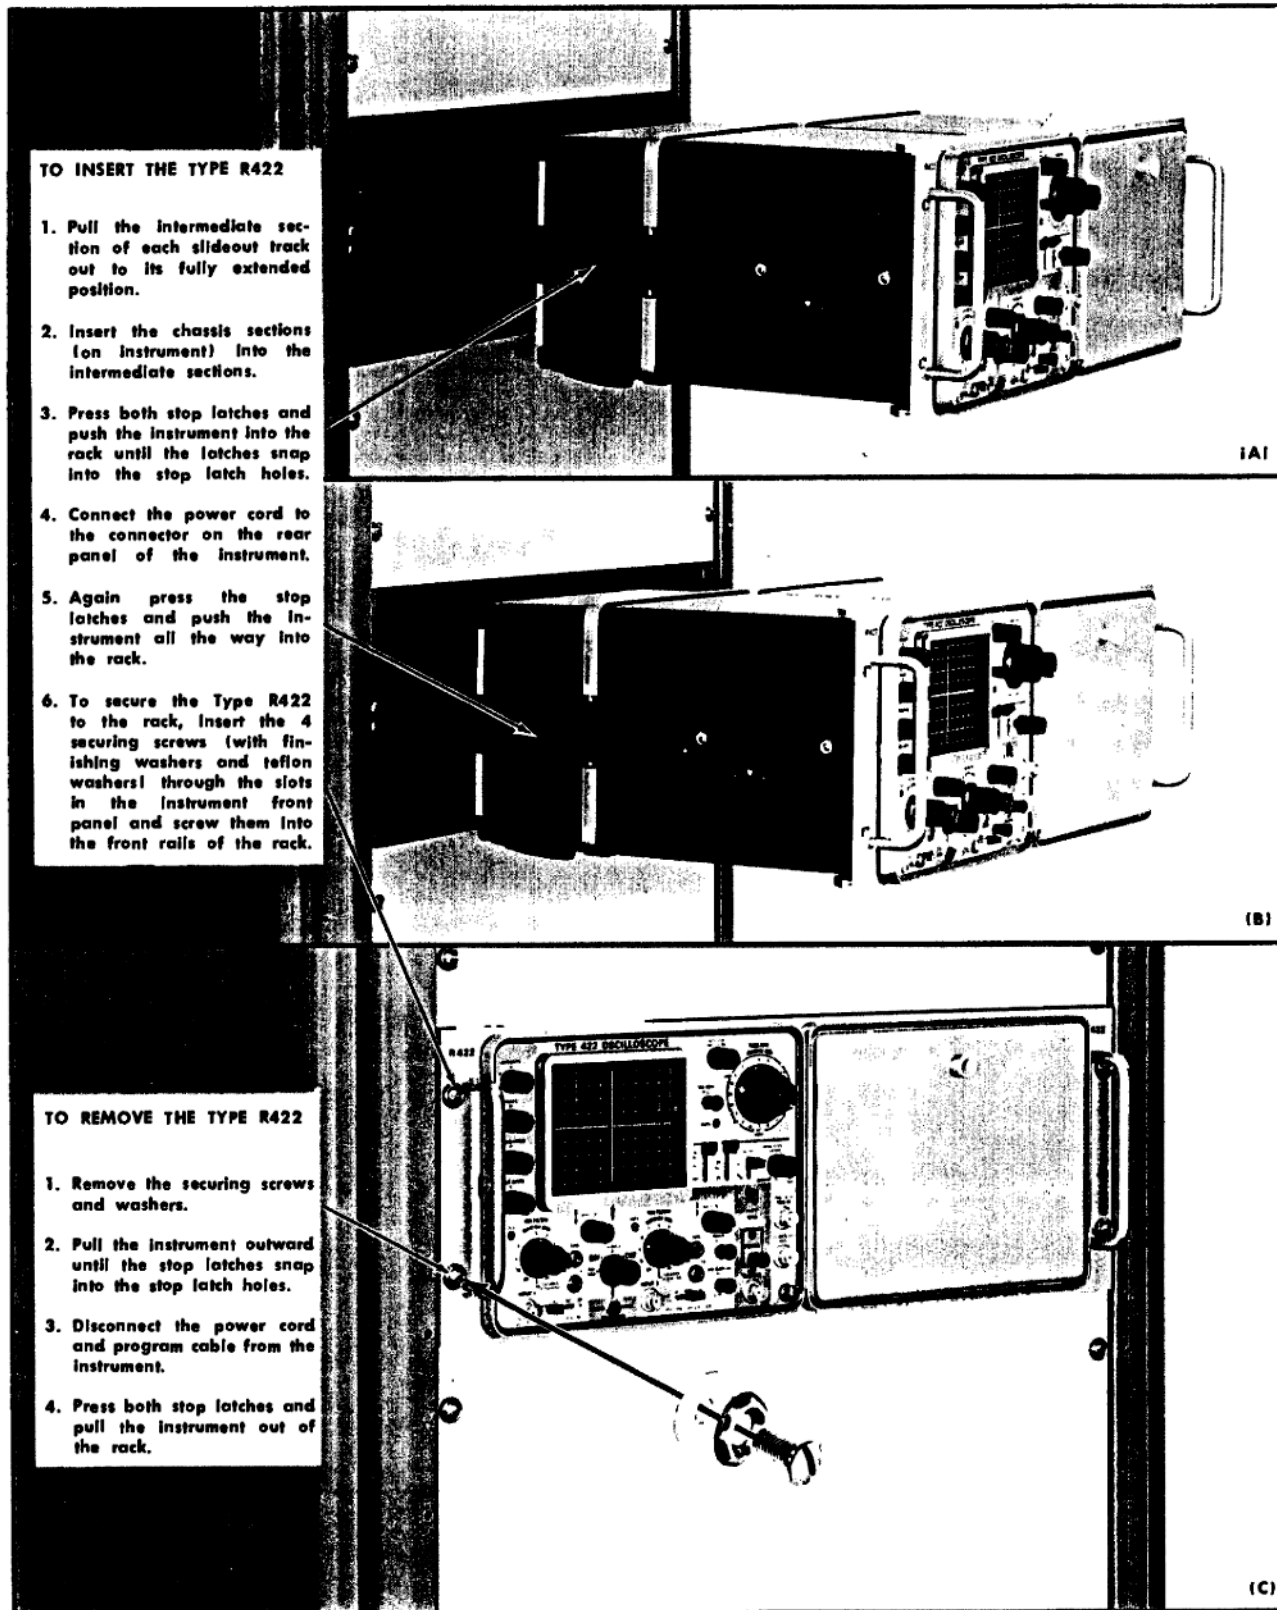 TO INSERT THE TYPE R422
1. Pull the intermediate sec-
tion of each slideout track
out to its fully extended
position.
2. Insert the chassis sections
(on instrument) into the
intermediate sections.
3. Press both stop latches and
push the instrument into the
rack until the latches snap
into the stop latch holes.
4. Connect the power cord to
the connector on the rear
panel of the instrument.
5. Again press the stop
latches and push the in-
strument all the way into
the rack.
6. To secure the Type R422
to the rack, insert the 4
securing screws (with fin-
ishing washers and teflon
washers) through the slots
in the instrument front
panel and screw them into
the front rails of the rack.
(A)
(B)
R422
TYPE 422 OSCILLOSCOPE
422
TO REMOVE THE TYPE R422
1. Remove the securing screws
and washers.
2. Pull the instrument outward
until the stop latches snap
into the stop latch holes.
3. Disconnect the power cord
and program cable from the
instrument.
4. Press both stop latches and
pull the instrument out of
the rack.
(C)